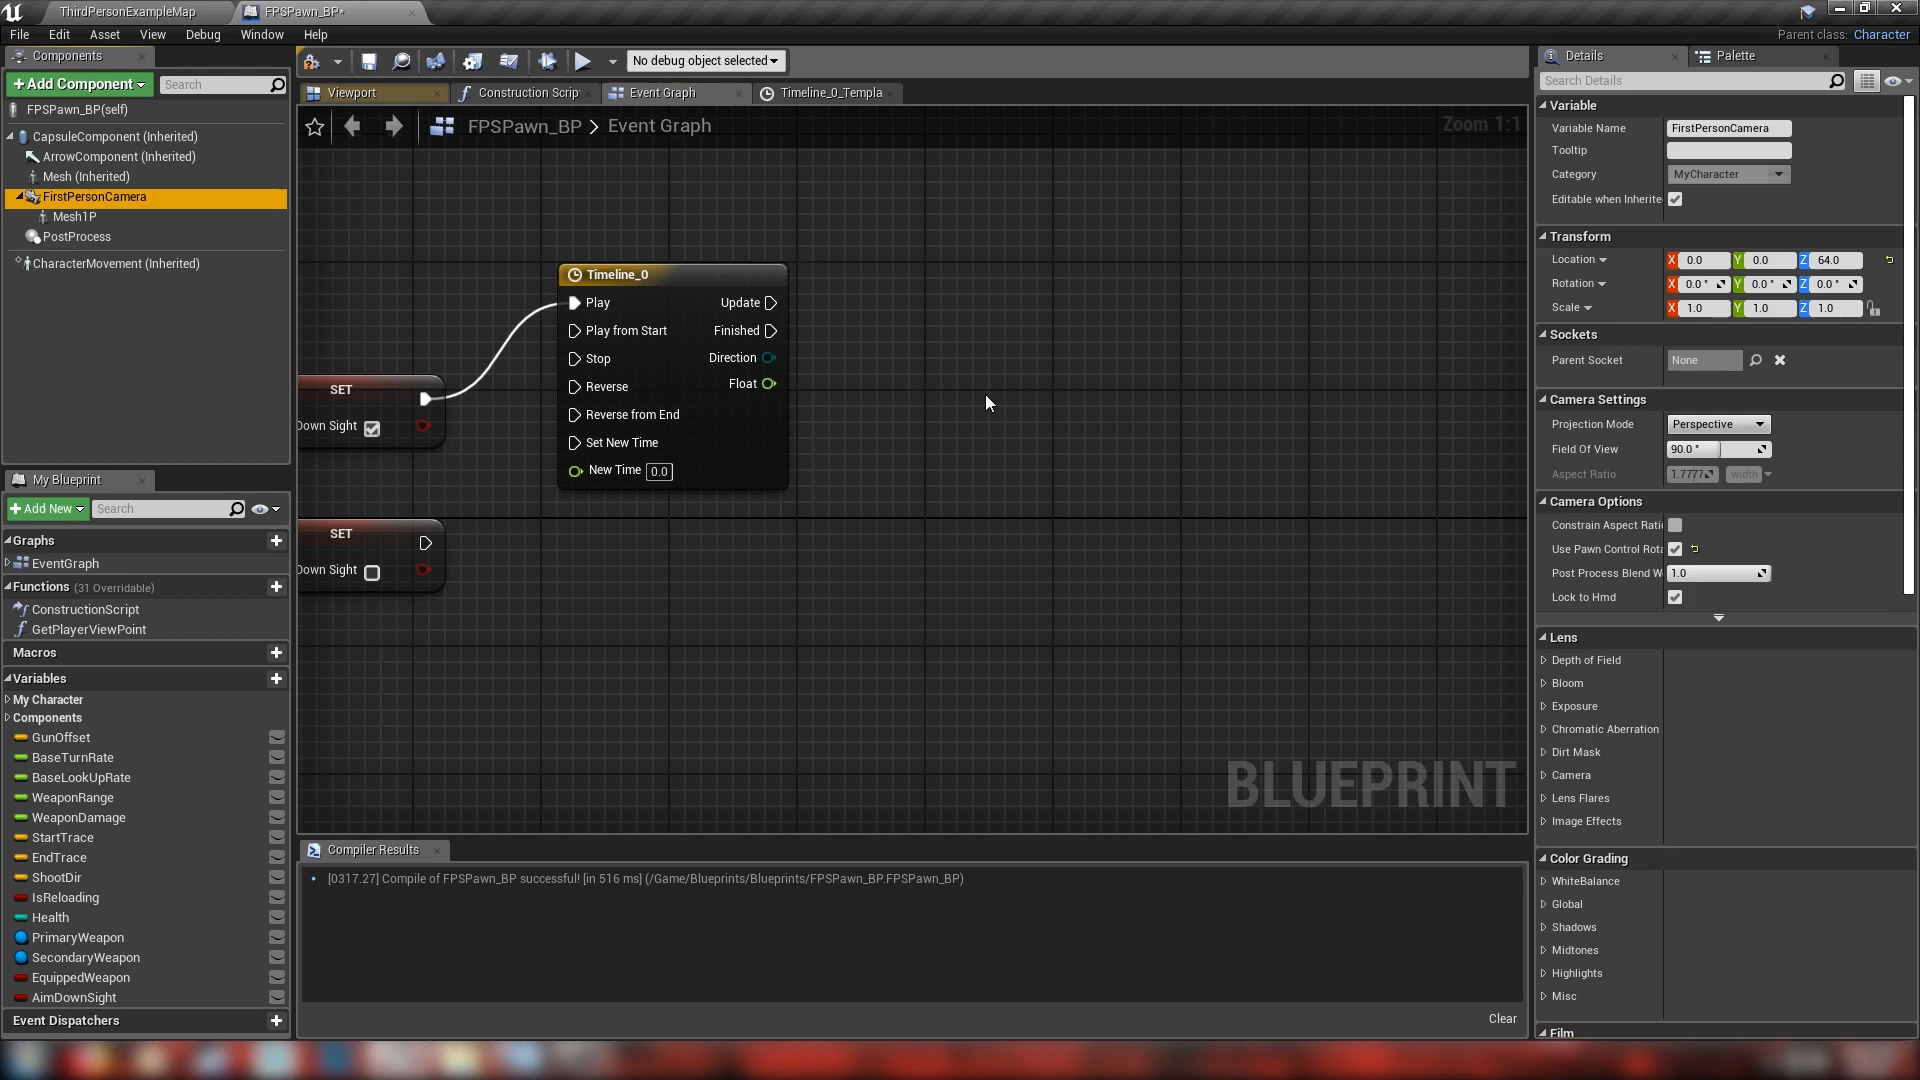 ThirdPersonExampleMap
FPSPawn_BP*
File Edit Asset View Debug Window Help
Parent class: Character
Components
+Add Component
Search
FPSPawn_BP(self)
CapsuleComponent (Inherited)
ArrowComponent (Inherited)
Mesh (Inherited)
FirstPersonCamera
Mesh1P
PostProcess
CharacterMovement (Inherited)
My Blueprint
+Add New
Search
Graphs
EventGraph
Functions (31 Overridable)
ConstructionScript
GetPlayerViewPoint
Macros
Variables
My Character
Components
GunOffset
BaseTurnRate
BaseLookUpRate
WeaponRange
WeaponDamage
StartTrace
EndTrace
ShootDir
IsReloading
Health
PrimaryWeapon
SecondaryWeapon
EquippedWeapon
AimDownSight
Event Dispatchers
No debug object selected
Viewport
Construction Scrip
Event Graph
Timeline_0_Templa
FPSPawn_BP > Event Graph
Zoom 1:1
SET
Down Sight
SET
Down Sight
Timeline_0
Play Update
Play from Start Finished
Stop Direction
Reverse Float
Reverse from End
Set New Time
New Time 0.0
BLUEPRINT
Compiler Results
[0317.27] Compile of FPSPawn_BP successful! [in 516 ms] (/Game/Blueprints/Blueprints/FPSPawn_BP.FPSPawn_BP)
Clear
Details
Palette
Search Details
Variable
Variable Name FirstPersonCamera
Tooltip
Category MyCharacter
Editable when Inherite
Transform
Location X 0.0 Y 0.0 Z 64.0
Rotation X 0.0 ° Y 0.0 ° Z 0.0 °
Scale X 1.0 Y 1.0 Z 1.0
Sockets
Parent Socket None
Camera Settings
Projection Mode Perspective
Field Of View 90.0 °
Aspect Ratio 1.7777 width
Camera Options
Constrain Aspect Rati
Use Pawn Control Rota
Post Process Blend W 1.0
Lock to Hmd
Lens
Depth of Field
Bloom
Exposure
Chromatic Aberration
Dirt Mask
Camera
Lens Flares
Image Effects
Color Grading
WhiteBalance
Global
Shadows
Midtones
Highlights
Misc
Film